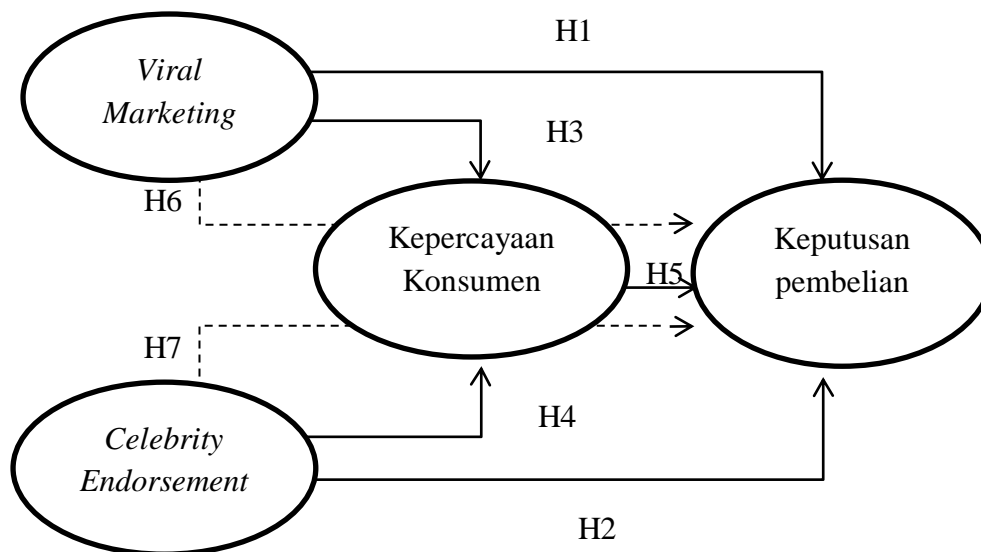 H1
Viral
Marketing
H3
H6
Kepercayaan
Konsumen
Keputusan
pembelian
H5
H7
H4
Celebrity
Endorsement
H2